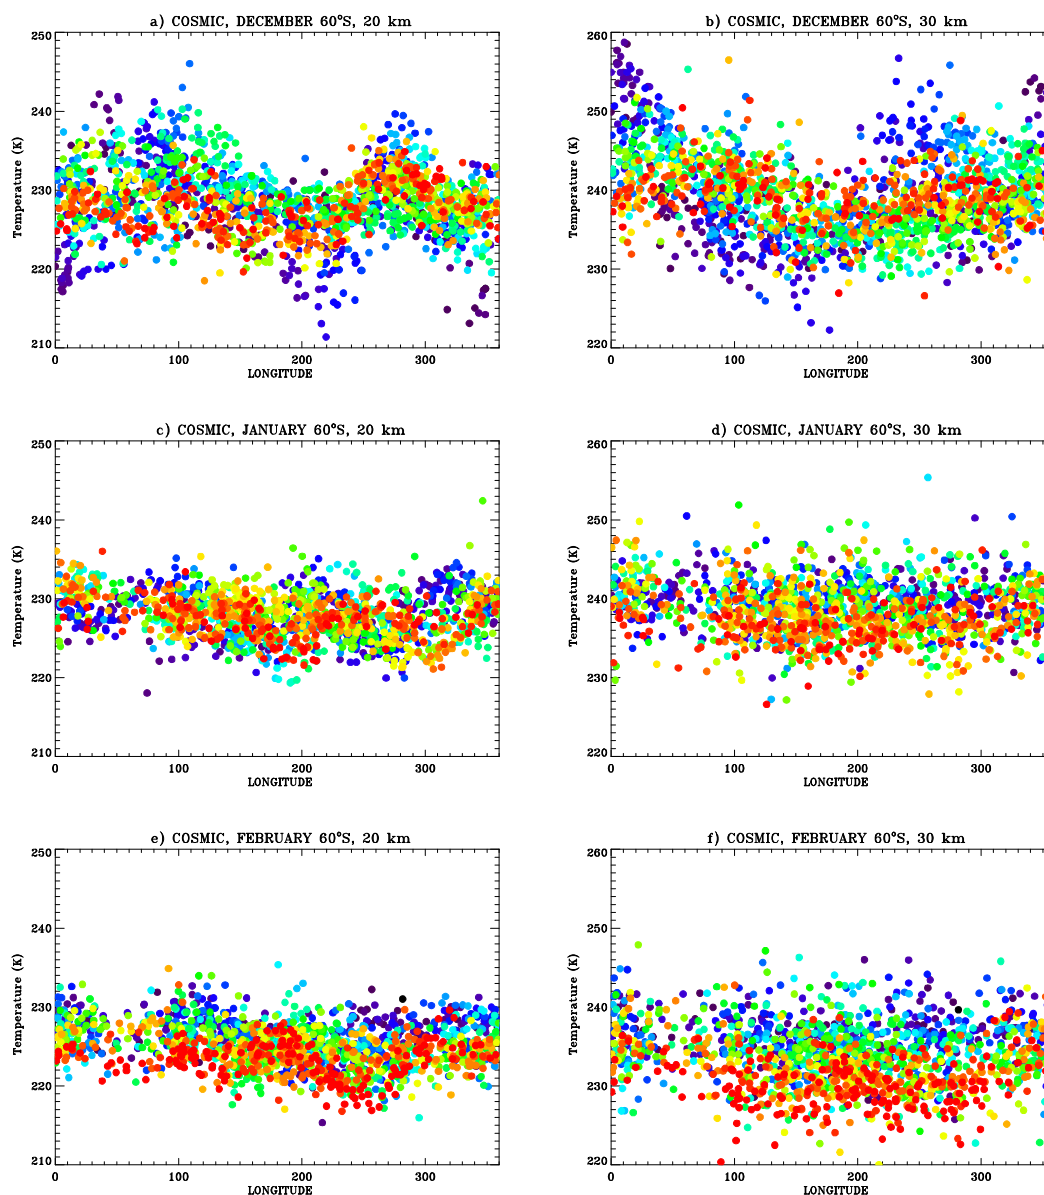 a) COSMIC, DECEMBER 60°S, 20 km
250
240
230
220
210
Temperature (K)
0 100 200 300
LONGITUDE
b) COSMIC, DECEMBER 60°S, 30 km
260
250
240
230
220
Temperature (K)
0 100 200 300
LONGITUDE
c) COSMIC, JANUARY 60°S, 20 km
250
240
230
220
210
Temperature (K)
0 100 200 300
LONGITUDE
d) COSMIC, JANUARY 60°S, 30 km
260
250
240
230
220
Temperature (K)
0 100 200 300
LONGITUDE
e) COSMIC, FEBRUARY 60°S, 20 km
250
240
230
220
210
Temperature (K)
0 100 200 300
LONGITUDE
f) COSMIC, FEBRUARY 60°S, 30 km
260
250
240
230
220
Temperature (K)
0 100 200 300
LONGITUDE